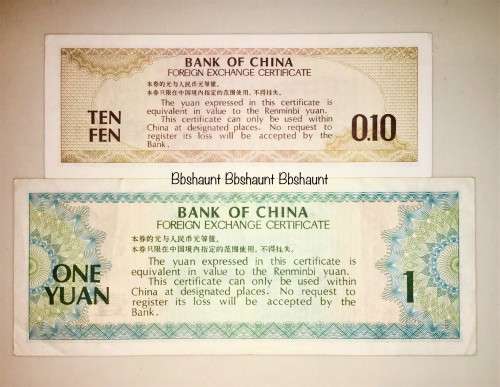 BANK OF CHINA
FOREIGN EXCHANGE CERTIFICATE
本券的元与人民币元等值。
本券只限在中国境内指定的范围使用，不得挂失。
TEN
FEN
The yuan expressed in this certificate is
equivalent in value to the Renminbi yuan.
This certificate can only be used within
China at designated places. No request to
register its loss will be accepted by the
Bank.
0.10
Bbshaunt Bbshaunt Bbshaunt
BANK OF CHINA
FOREIGN EXCHANGE CERTIFICATE
本券的元与人民币元等值。
本券只限在中国境内指定的范围使用，不得挂失。
ONE
YUAN
The yuan expressed in this certificate is
equivalent in value to the Renminbi yuan.
This certificate can only be used within
China at designated places. No request to
register its loss will be accepted by the
Bank.
1